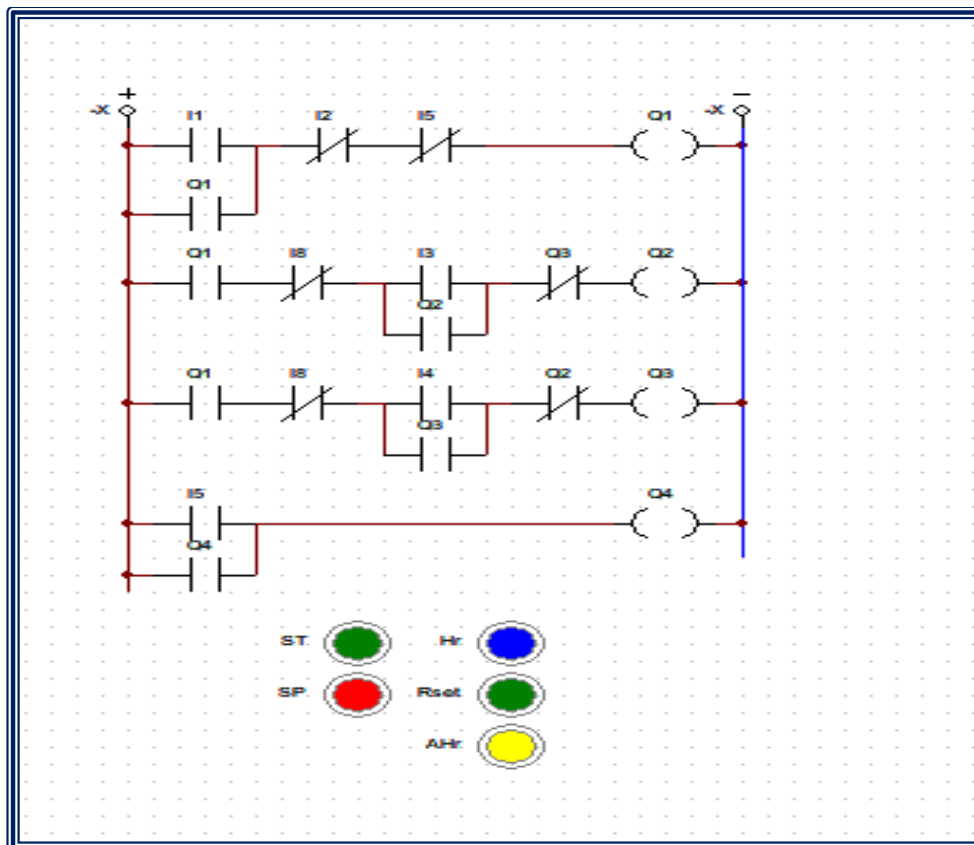 + −
-X -X
I1 I2 I5 Q1
Q1
Q1 I8 I3 Q3 Q2
Q2
Q1 I8 I4 Q2 Q3
Q3
I5 Q4
Q4
ST Hr
SP Rset
AHr